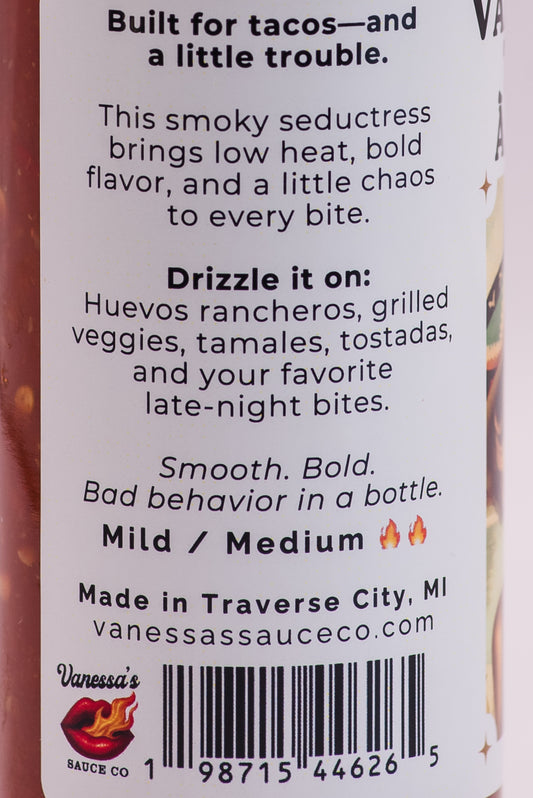 Built for tacos—and
a little trouble.
This smoky seductress
brings low heat, bold
flavor, and a little chaos
to every bite.
Drizzle it on:
Huevos rancheros, grilled
veggies, tamales, tostadas,
and your favorite
late-night bites.
Smooth. Bold.
Bad behavior in a bottle.
Mild / Medium 🔥🔥
Made in Traverse City, MI
vanessassauceco.com
Vanessa's
SAUCE CO
1 98715 44626 5